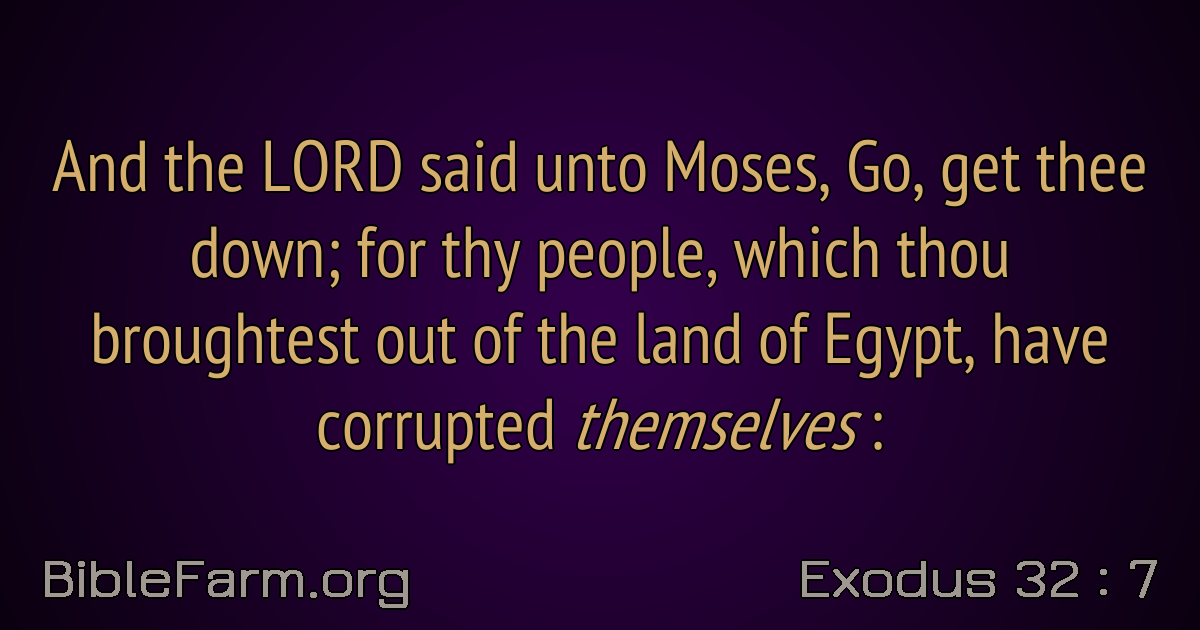 And the LORD said unto Moses, Go, get thee
down; for thy people, which thou
broughtest out of the land of Egypt, have
corrupted themselves :
BibleFarm.org
Exodus 32 : 7